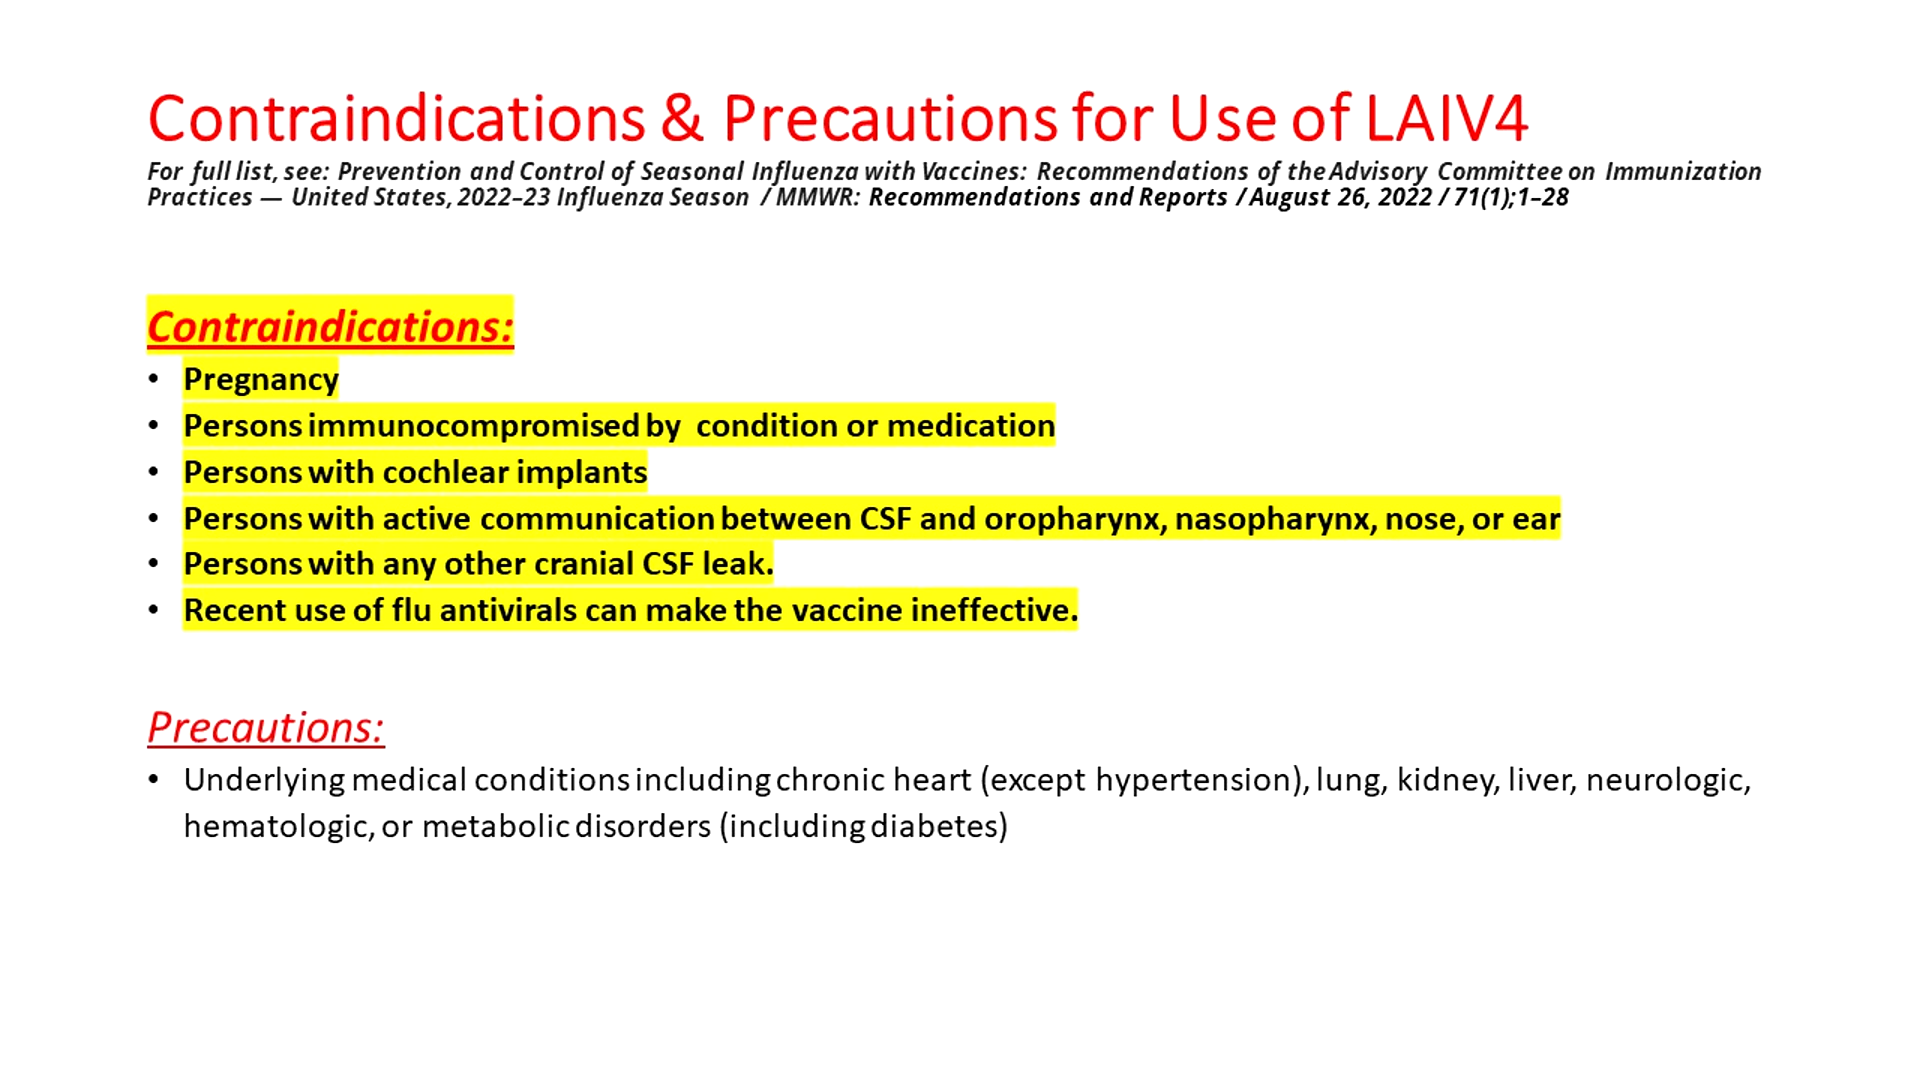 Contraindications & Precautions for Use of LAIV4
For full list, see: Prevention and Control of Seasonal Influenza with Vaccines: Recommendations of the Advisory Committee on Immunization
Practices — United States, 2022–23 Influenza Season / MMWR: Recommendations and Reports / August 26, 2022 / 71(1);1–28
Contraindications:
• Pregnancy
• Persons immunocompromised by condition or medication
• Persons with cochlear implants
• Persons with active communication between CSF and oropharynx, nasopharynx, nose, or ear
• Persons with any other cranial CSF leak.
• Recent use of flu antivirals can make the vaccine ineffective.
Precautions:
• Underlying medical conditions including chronic heart (except hypertension), lung, kidney, liver, neurologic,
hematologic, or metabolic disorders (including diabetes)